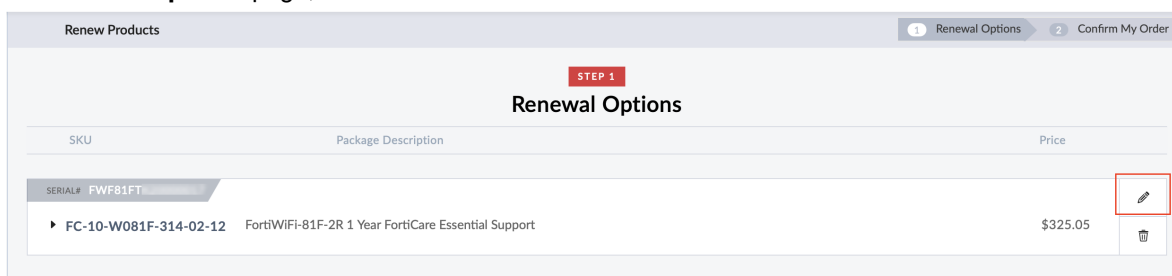 Renew Products
1 Renewal Options 2 Confirm My Order
STEP 1
Renewal Options
SKU Package Description Price
SERIAL# FWF81FT
FC-10-W081F-314-02-12 FortiWiFi-81F-2R 1 Year FortiCare Essential Support $325.05